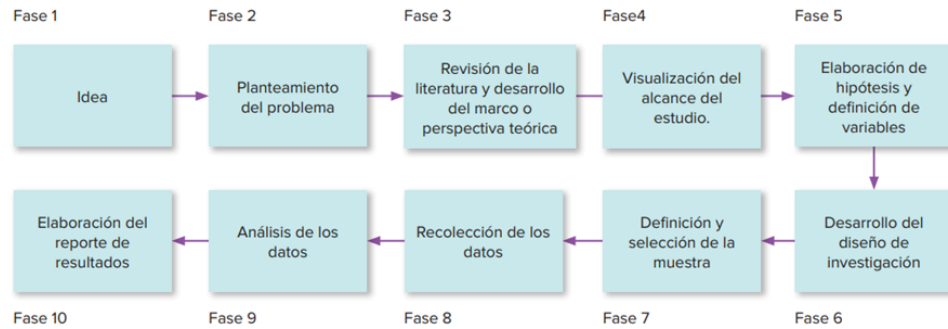 Fase 1
Fase 2
Fase 3
Fase4
Fase 5
Idea
Planteamiento
del problema
Revisión de la
literatura y desarrollo
del marco o
perspectiva teórica
Visualización del
alcance del
estudio.
Elaboración de
hipótesis y
definición de
variables
Desarrollo del
diseño de
investigación
Definición y
selección de la
muestra
Recolección de los
datos
Análisis de los
datos
Elaboración del
reporte de
resultados
Fase 10
Fase 9
Fase 8
Fase 7
Fase 6